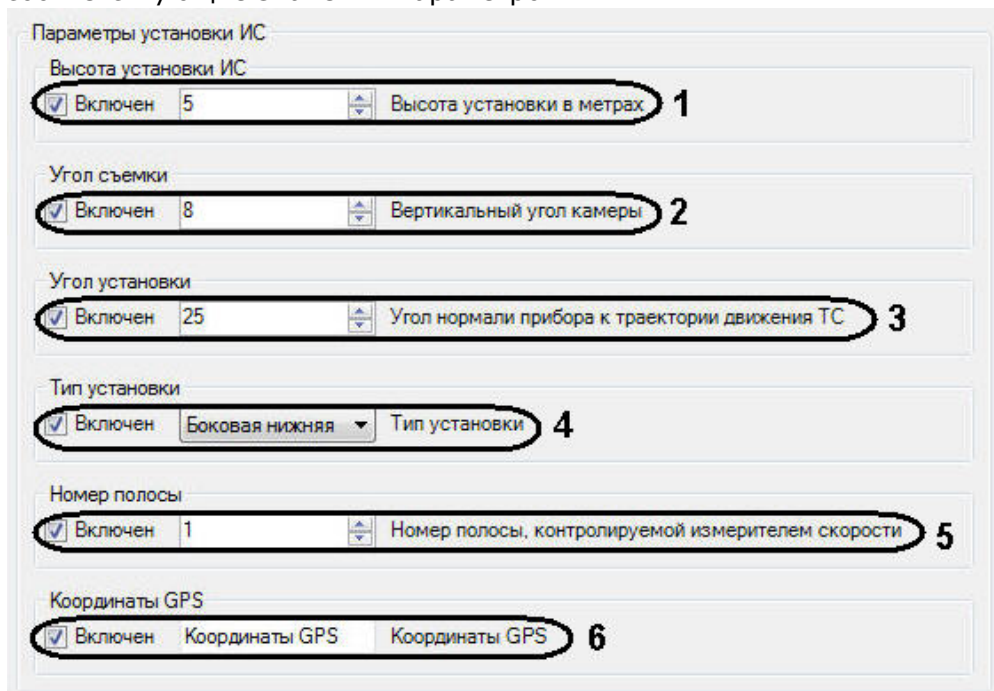 Параметры установки ИС
Высота установки ИС
Включен 5 Высота установки в метрах 1
Угол съемки
Включен 8 Вертикальный угол камеры 2
Угол установки
Включен 25 Угол нормали прибора к траектории движения ТС 3
Тип установки
Включен Боковая нижняя Тип установки 4
Номер полосы
Включен 1 Номер полосы, контролируемой измерителем скорости 5
Координаты GPS
Включен Координаты GPS Координаты GPS 6